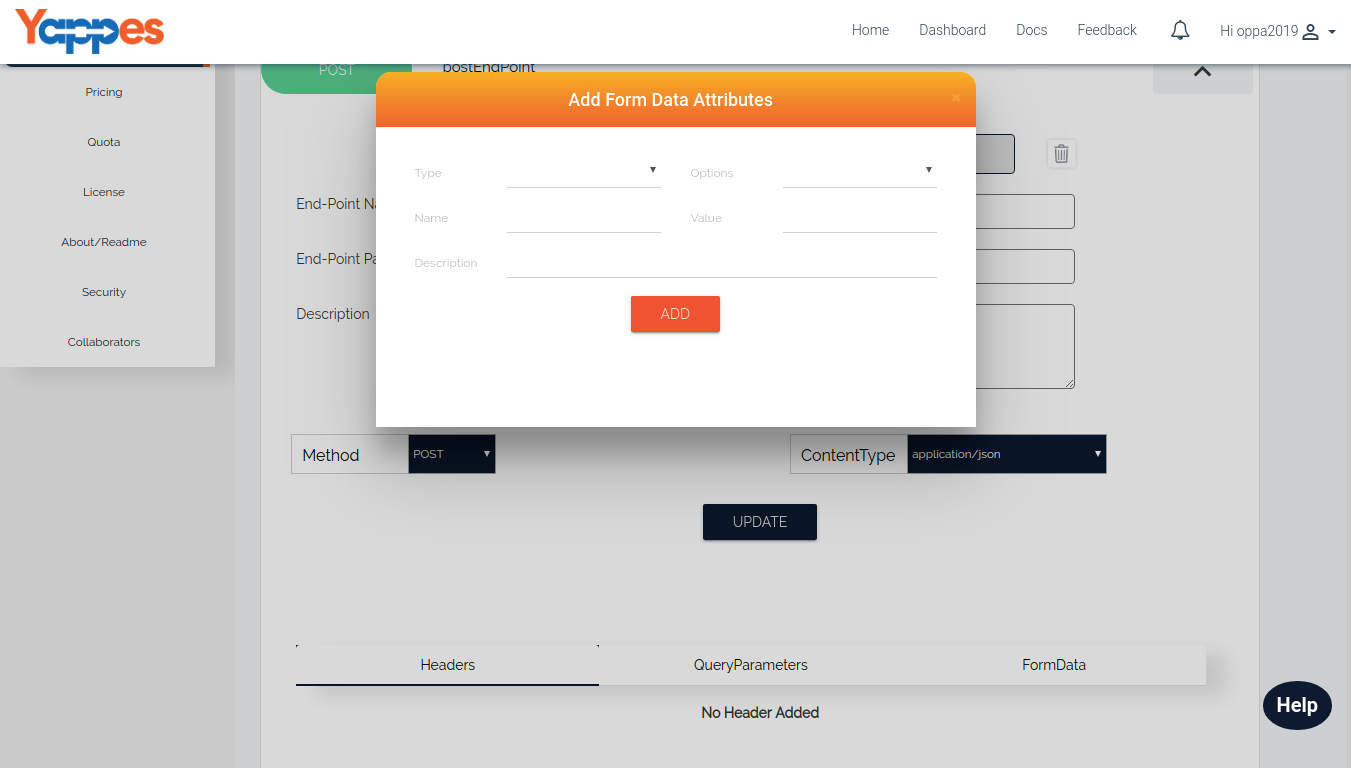 Yappes
Home Dashboard Docs Feedback Hi oppa2019
POST postEndPoint
Pricing
Quota
License
About/Readme
Security
Collaborators
Add Form Data Attributes ×
Type Options
Name Value
Description
ADD
End-Point Na
End-Point Pa
Description
Method POST ContentType application/json
UPDATE
Headers QueryParameters FormData
No Header Added
Help